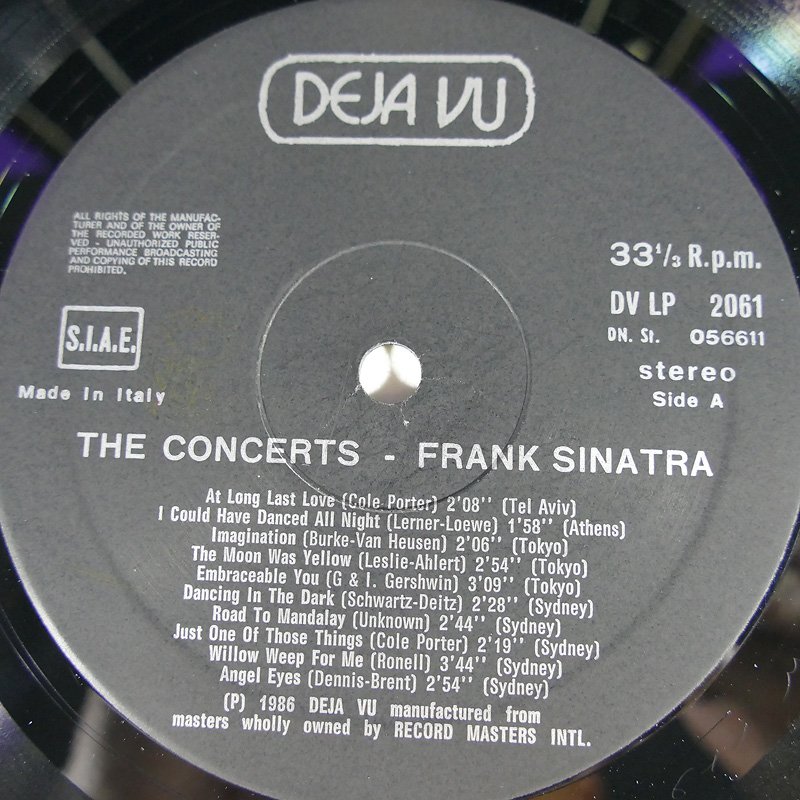 DEJA VU
ALL RIGHTS OF THE MANUFAC-
TURER AND OF THE OWNER OF
THE RECORDED WORK RESER-
VED - UNAUTHORIZED PUBLIC
PERFORMANCE BROADCASTING
AND COPYING OF THIS RECORD
PROHIBITED.
S.I.A.E.
Made In Italy
33 1/3 R.p.m.
DV LP 2061
DN. St. 056611
stereo
Side A
THE CONCERTS - FRANK SINATRA
At Long Last Love (Cole Porter) 2'08'' (Tel Aviv)
I Could Have Danced All Night (Lerner-Loewe) 1'58'' (Athens)
Imagination (Burke-Van Heusen) 2'06'' (Tokyo)
The Moon Was Yellow (Leslie-Ahlert) 2'54'' (Tokyo)
Embraceable You (G & I. Gershwin) 3'09'' (Tokyo)
Dancing In The Dark (Schwartz-Deitz) 2'28'' (Sydney)
Road To Mandalay (Unknown) 2'44'' (Sydney)
Just One Of Those Things (Cole Porter) 2'19'' (Sydney)
Willow Weep For Me (Ronell) 3'44'' (Sydney)
Angel Eyes (Dennis-Brent) 2'54'' (Sydney)
(P) 1986 DEJA VU manufactured from
masters wholly owned by RECORD MASTERS INTL.